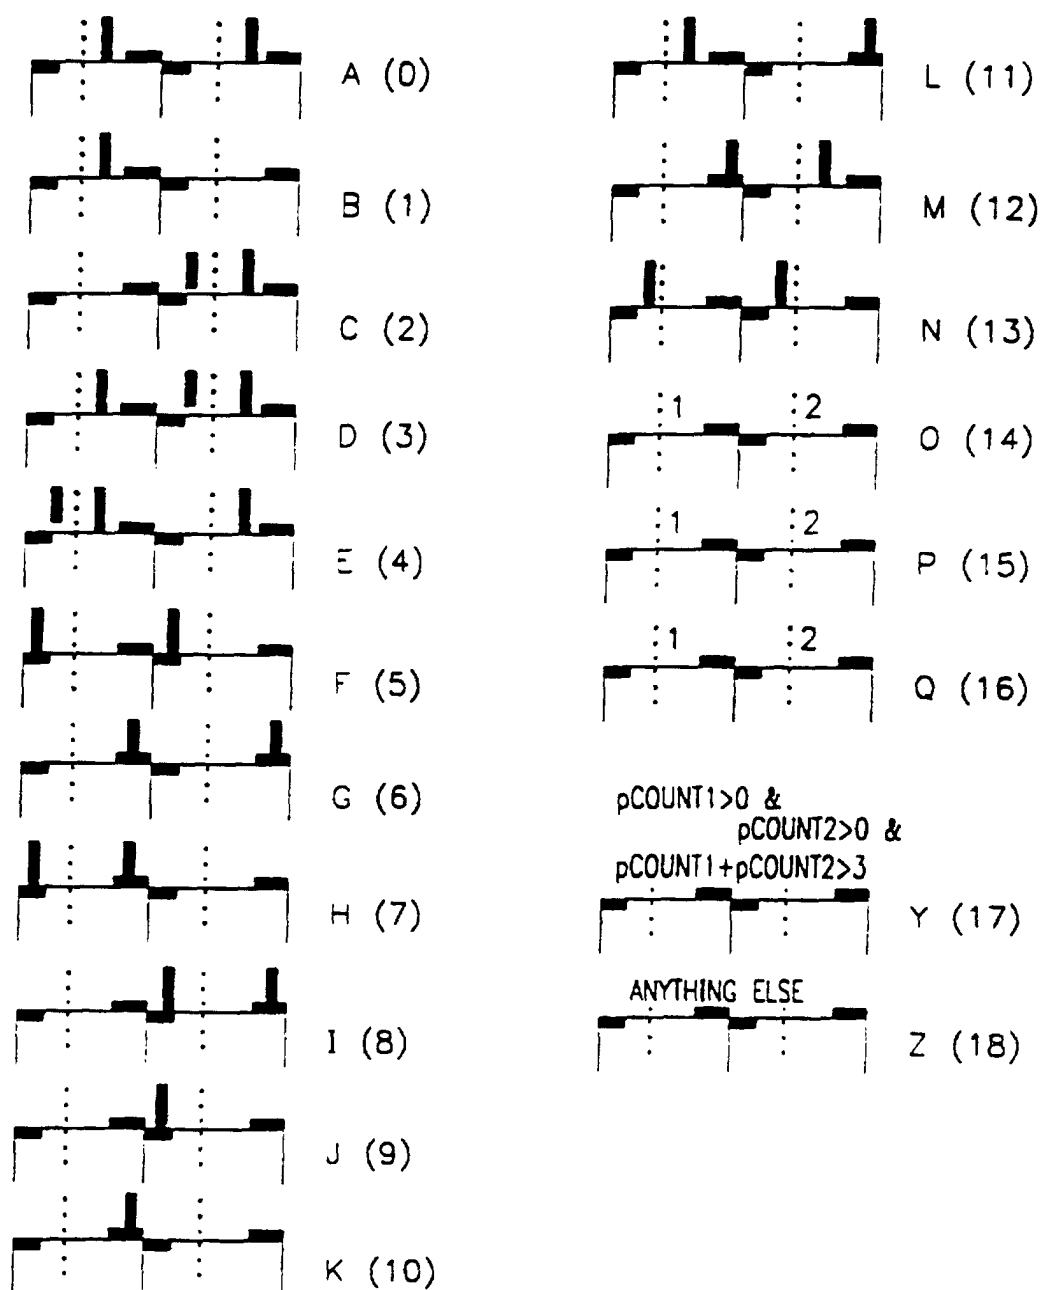 A (0)
B (1)
C (2)
D (3)
E (4)
F (5)
G (6)
H (7)
I (8)
J (9)
K (10)
L (11)
M (12)
N (13)
1 2
O (14)
1 2
P (15)
1 2
Q (16)
pCOUNT1>0 &
pCOUNT2>0 &
pCOUNT1+pCOUNT2>3
Y (17)
ANYTHING ELSE
Z (18)